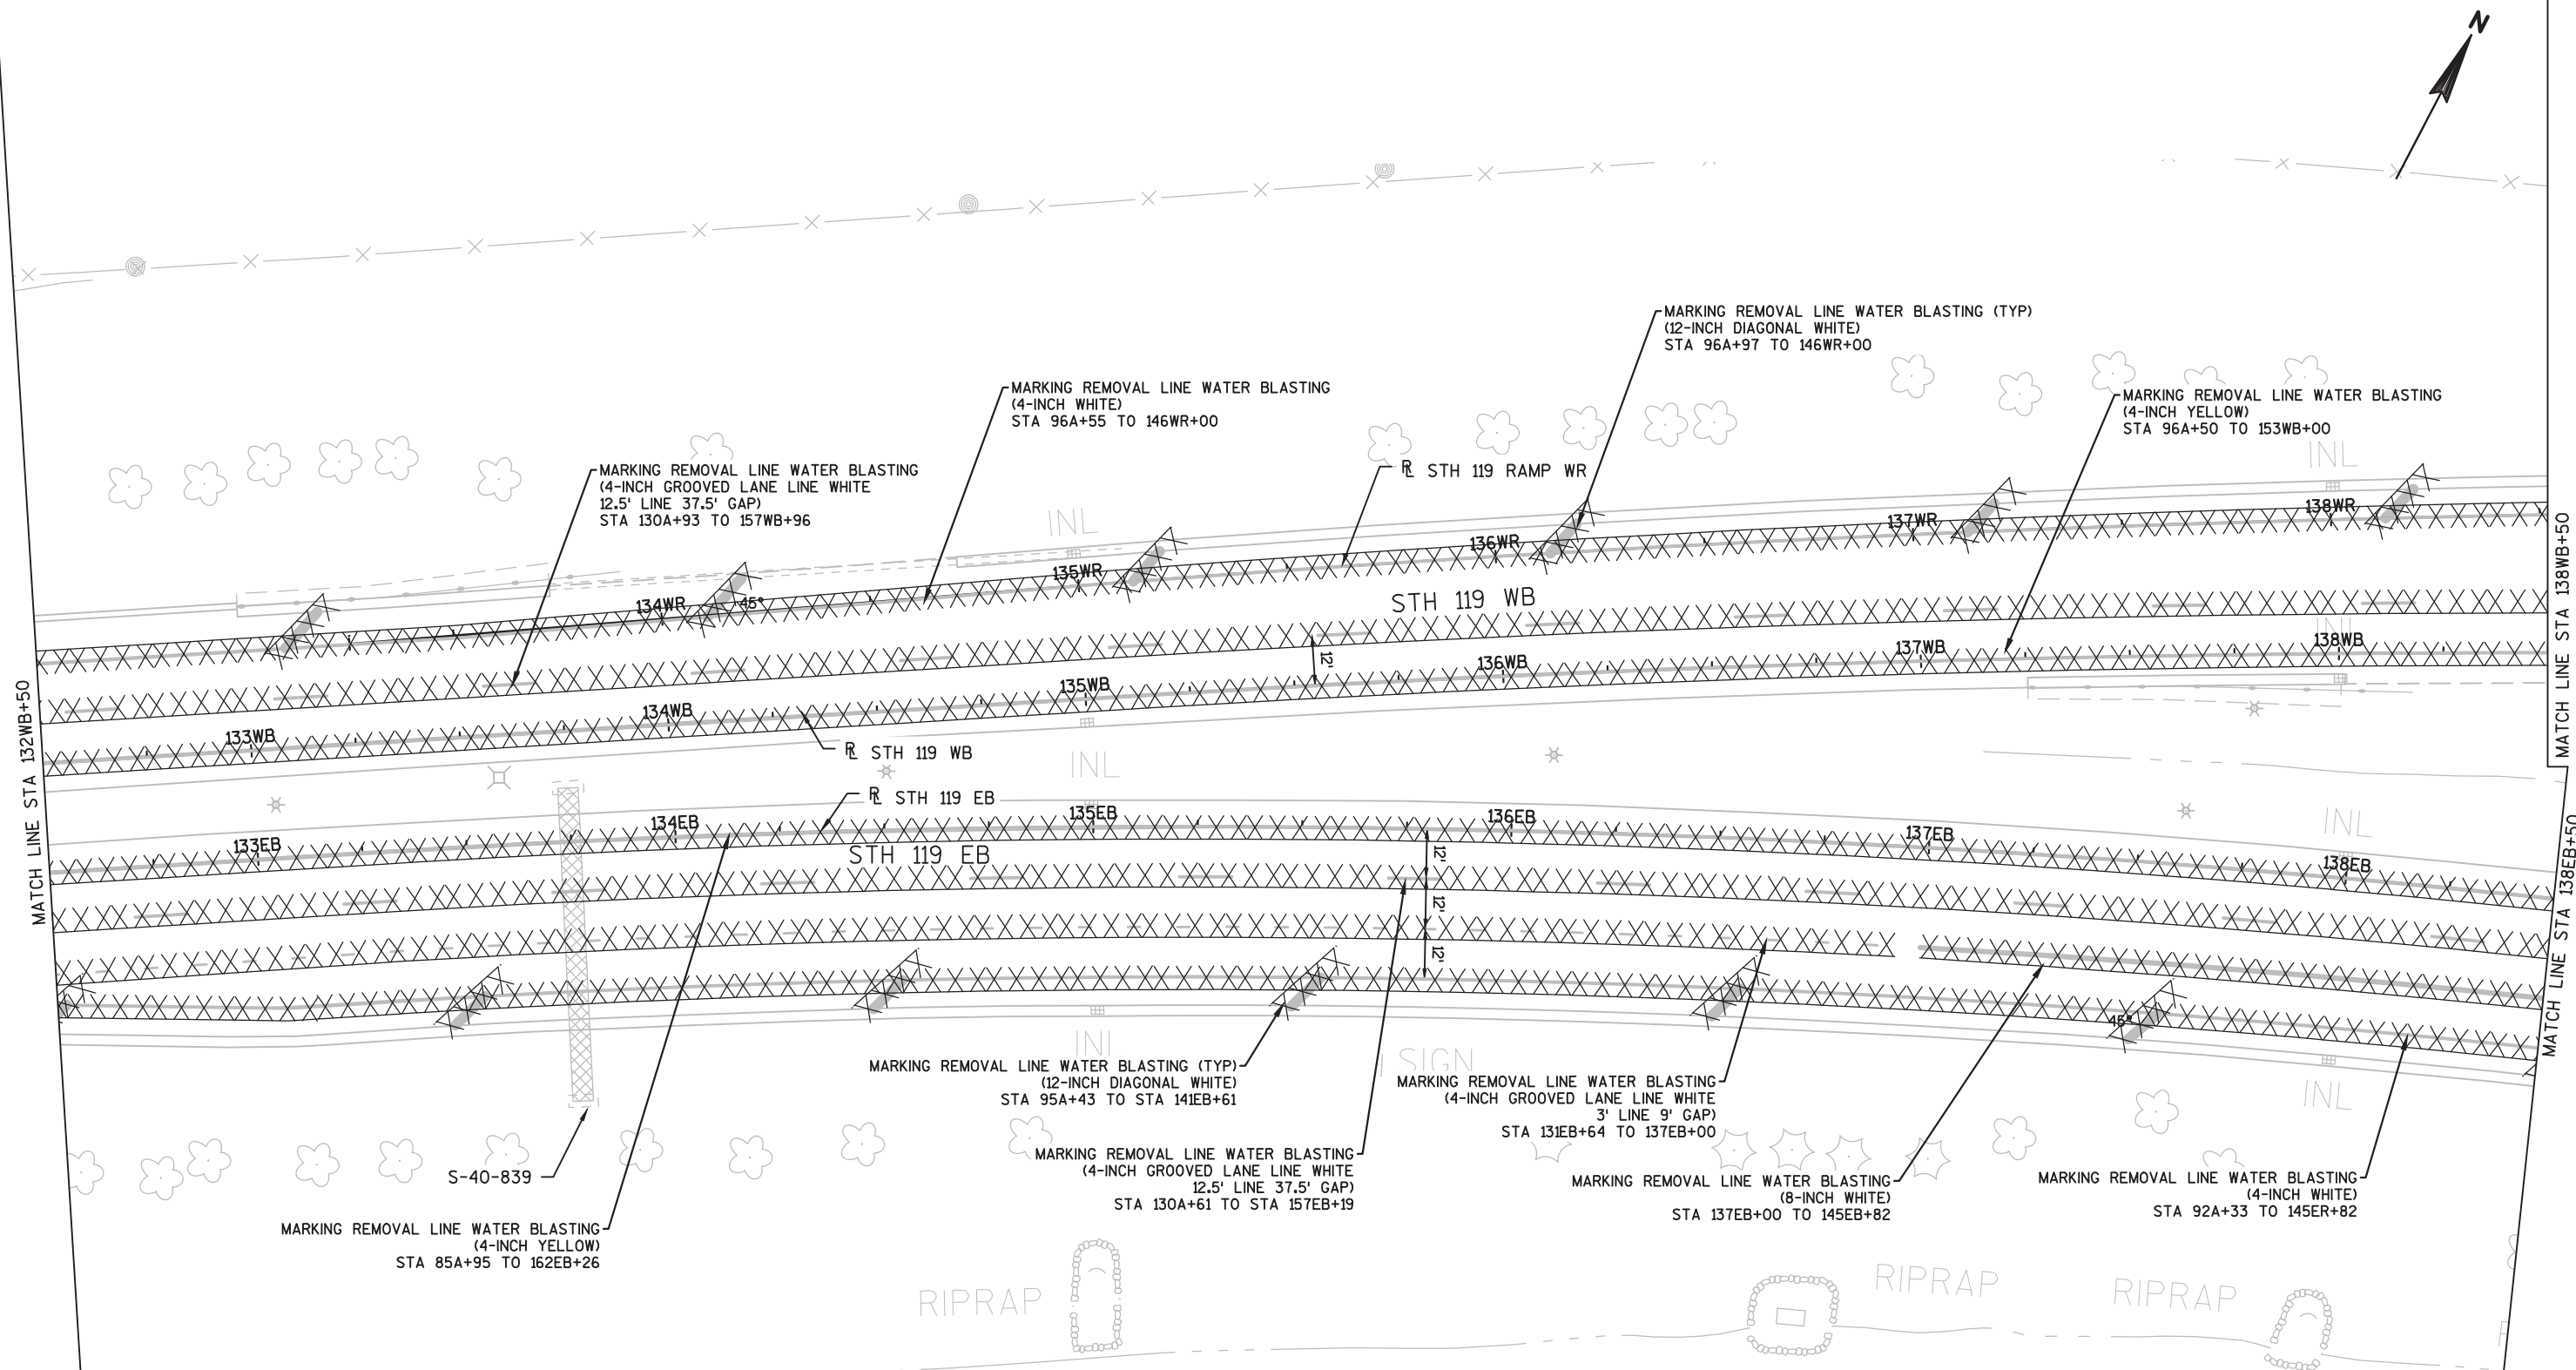 N
MARKING REMOVAL LINE WATER BLASTING (TYP)
(12-INCH DIAGONAL WHITE)
STA 96A+97 TO 146WR+00
MARKING REMOVAL LINE WATER BLASTING
(4-INCH WHITE)
STA 96A+55 TO 146WR+00
MARKING REMOVAL LINE WATER BLASTING
(4-INCH YELLOW)
STA 96A+50 TO 153WB+00
MARKING REMOVAL LINE WATER BLASTING
(4-INCH GROOVED LANE LINE WHITE
12.5' LINE 37.5' GAP)
STA 130A+93 TO 157WB+96
STH 119 RAMP WR
INL
INL
134WR
135WR
136WR
137WR
138WR
45°
STH 119 WB
12'
INL
133WB
134WB
135WB
136WB
137WB
138WB
STH 119 WB
INL
STH 119 EB
INL
133EB
134EB
135EB
136EB
137EB
138EB
STH 119 EB
12'
12'
12'
45°
MATCH LINE STA 132WB+50
MATCH LINE STA 138WB+50
MATCH LINE STA 138EB+50
INL
SIGN
INL
MARKING REMOVAL LINE WATER BLASTING (TYP)
(12-INCH DIAGONAL WHITE)
STA 95A+43 TO STA 141EB+61
MARKING REMOVAL LINE WATER BLASTING
(4-INCH GROOVED LANE LINE WHITE
3' LINE 9' GAP)
STA 131EB+64 TO 137EB+00
MARKING REMOVAL LINE WATER BLASTING
(4-INCH GROOVED LANE LINE WHITE
12.5' LINE 37.5' GAP)
STA 130A+61 TO STA 157EB+19
MARKING REMOVAL LINE WATER BLASTING
(8-INCH WHITE)
STA 137EB+00 TO 145EB+82
MARKING REMOVAL LINE WATER BLASTING
(4-INCH WHITE)
STA 92A+33 TO 145ER+82
S-40-839
MARKING REMOVAL LINE WATER BLASTING
(4-INCH YELLOW)
STA 85A+95 TO 162EB+26
RIPRAP
RIPRAP
RIPRAP